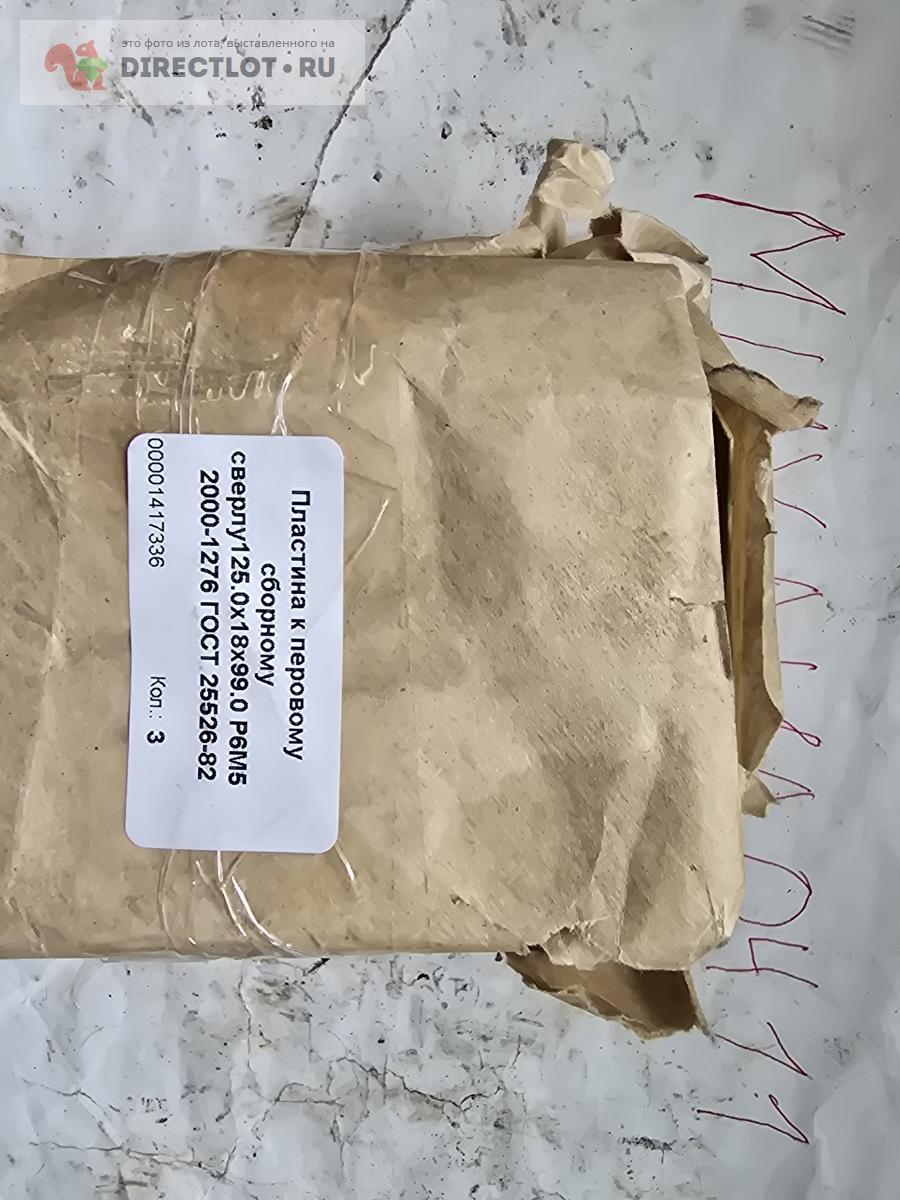 это фото из лота, выставленного на
DIRECTLOT.RU
Пластина к перовому
сборному
сверлу125.0х18х99.0 Р6М5
2000-1276 ГОСТ 25526-82
00001417336 Кол.: 3